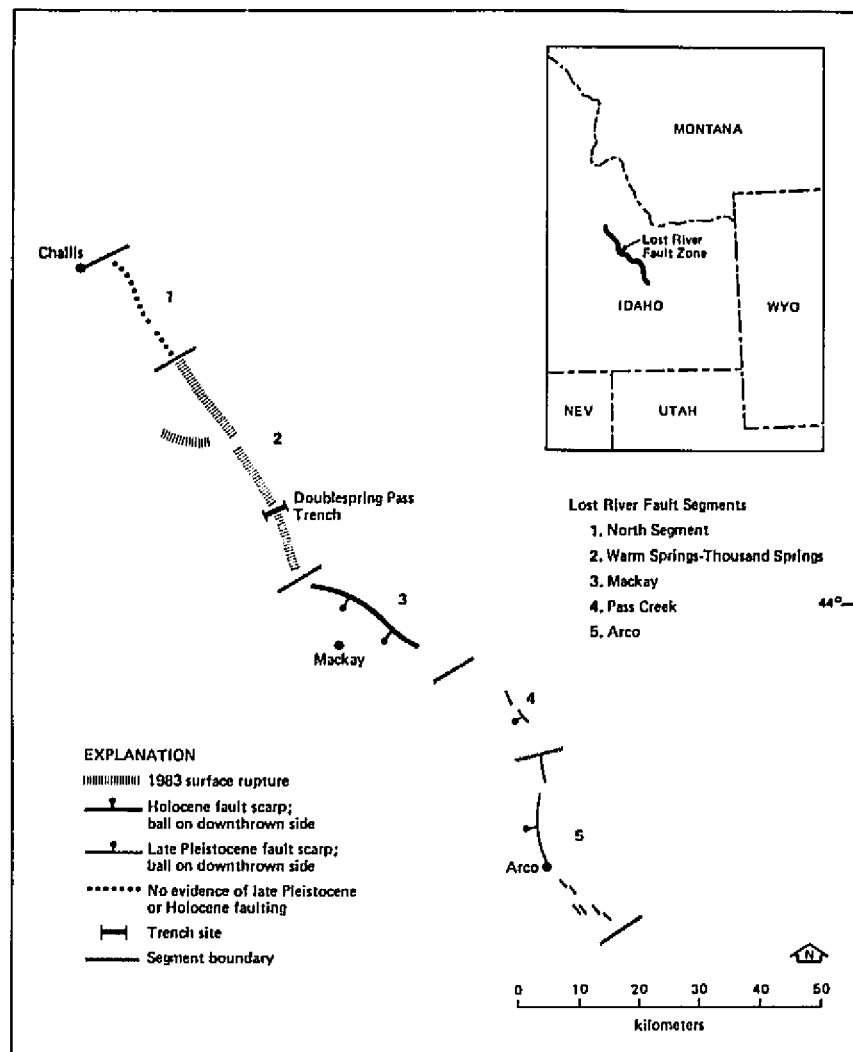 MONTANA
Lost River
Fault Zone
IDAHO
WYO
NEV
UTAH
Challis
1
2
Doublespring Pass
Trench
3
Mackay
4
5
Arco
Lost River Fault Segments
1. North Segment
2. Warm Springs-Thousand Springs
3. Mackay
4. Pass Creek
5. Arco
44°
EXPLANATION
1983 surface rupture
Holocene fault scarp;
ball on downthrown side
Late Pleistocene fault scarp;
ball on downthrown side
No evidence of late Pleistocene
or Holocene faulting
Trench site
Segment boundary
N
0 10 20 30 40 50
kilometers